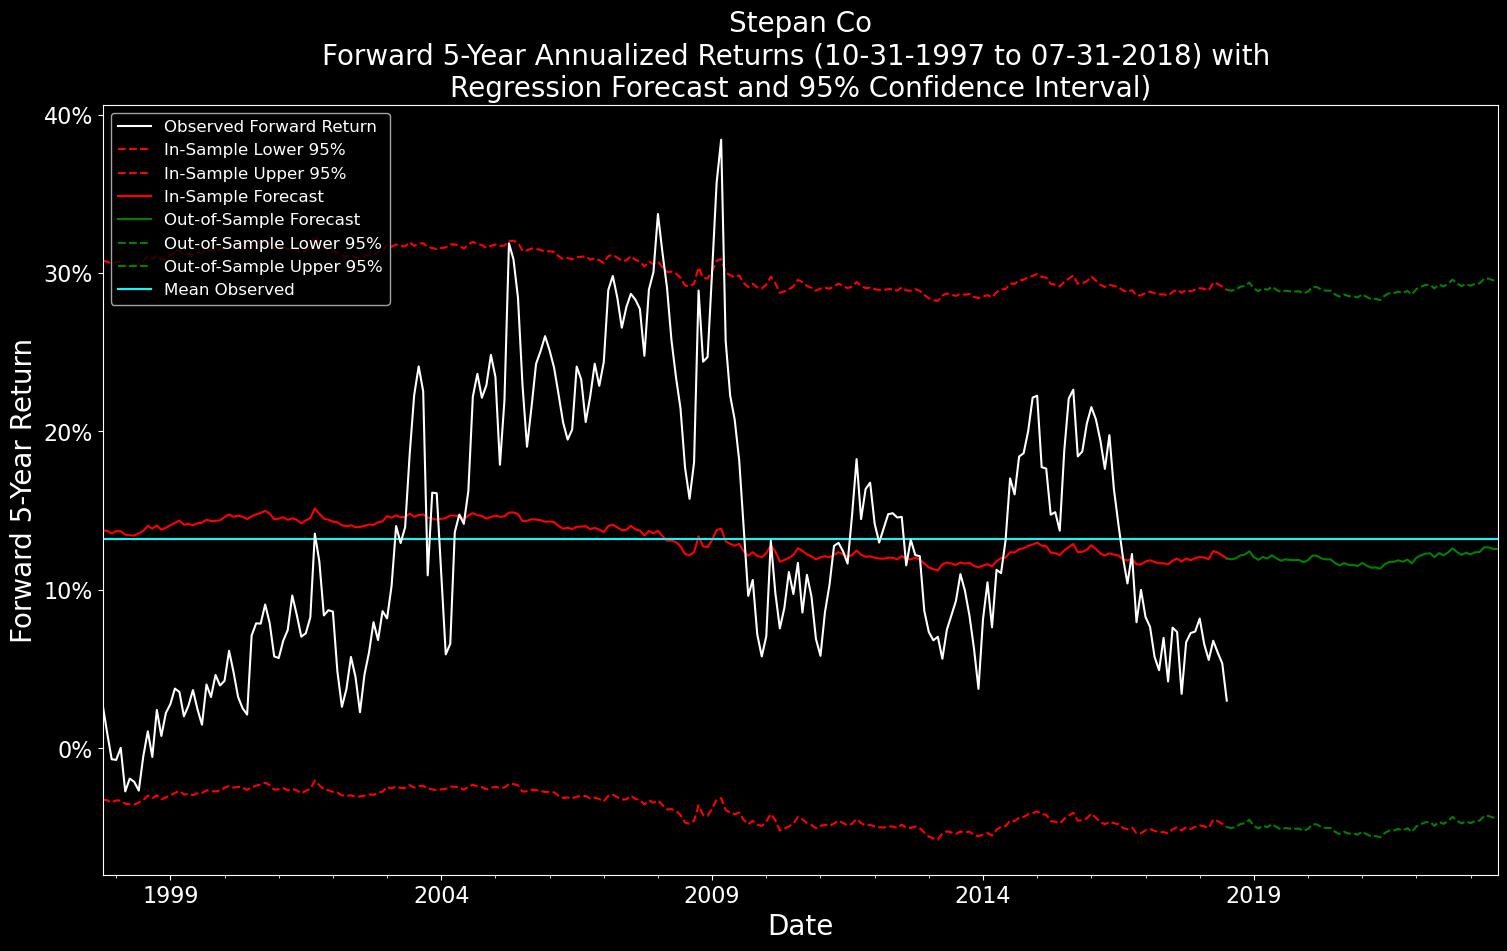 Stepan Co
Forward 5-Year Annualized Returns (10-31-1997 to 07-31-2018) with
Regression Forecast and 95% Confidence Interval)
40%
30%
20%
10%
0%
Forward 5-Year Return
Observed Forward Return
In-Sample Lower 95%
In-Sample Upper 95%
In-Sample Forecast
Out-of-Sample Forecast
Out-of-Sample Lower 95%
Out-of-Sample Upper 95%
Mean Observed
1999
2004
2009
2014
2019
Date